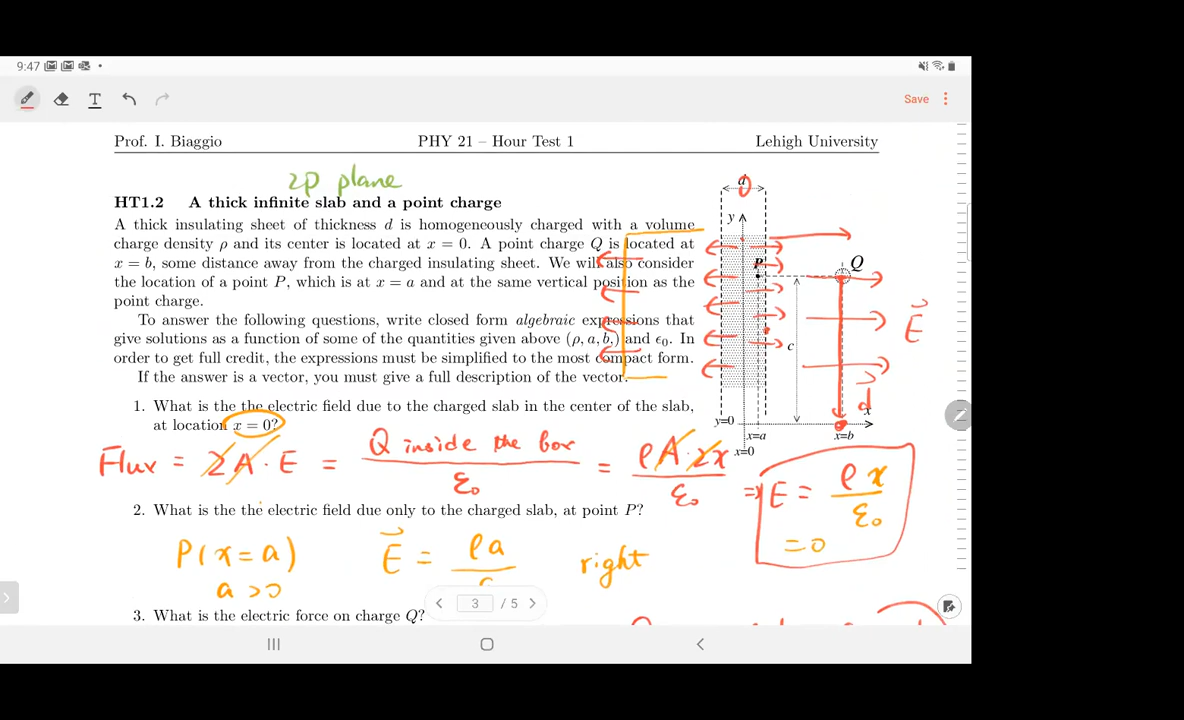 9:47
T
Save
Prof. I. Biaggio PHY 21 – Hour Test 1 Lehigh University
2p plane
HT1.2 A thick infinite slab and a point charge
A thick insulating sheet of thickness d is homogeneously charged with a volume
charge density ρ and its center is located at x = 0. A point charge Q is located at
x = b, some distance away from the charged insulating sheet. We will also consider
the location of a point P, which is at x = a and at the same vertical position as the
point charge.
To answer the following questions, write closed form algebraic expressions that
give solutions as a function of some of the quantities given above (ρ, a, b,) and ϵ0. In
order to get full credit, the expressions must be simplified to the most compact form.
If the answer is a vector, you must give a full description of the vector.
d
y
P
Q
E
c
d
x
y=0
x=a
x=b
x=0
1. What is the the electric field due to the charged slab in the center of the slab,
at location x = 0?
Flux = 2A · E = Q inside the box / ε0 = ρA·2x / ε0 => E = ρx / ε0
= 0
2. What is the the electric field due only to the charged slab, at point P?
P(x=a) E = ρa right
a >0
3 / 5
3. What is the electric force on charge Q?